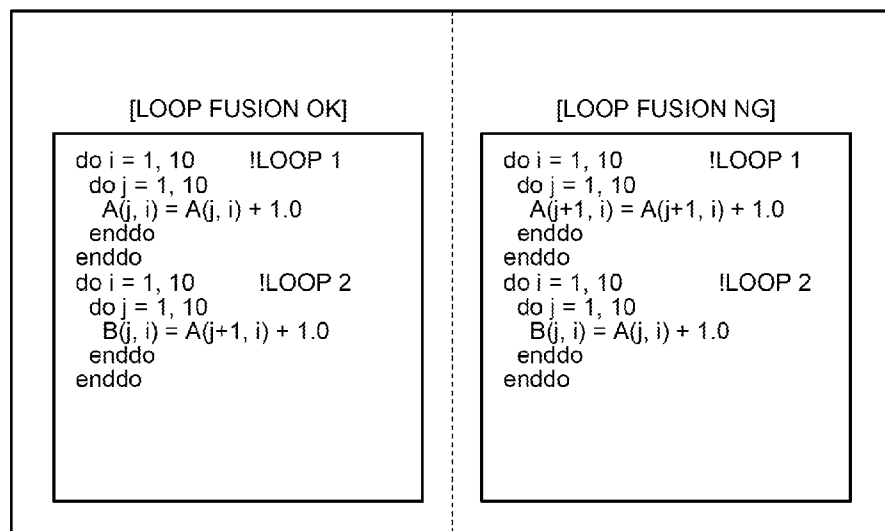 [LOOP FUSION OK]
do i = 1, 10 !LOOP 1
do j = 1, 10
A(j, i) = A(j, i) + 1.0
enddo
enddo
do i = 1, 10 !LOOP 2
do j = 1, 10
B(j, i) = A(j+1, i) + 1.0
enddo
enddo
[LOOP FUSION NG]
do i = 1, 10 !LOOP 1
do j = 1, 10
A(j+1, i) = A(j+1, i) + 1.0
enddo
enddo
do i = 1, 10 !LOOP 2
do j = 1, 10
B(j, i) = A(j, i) + 1.0
enddo
enddo